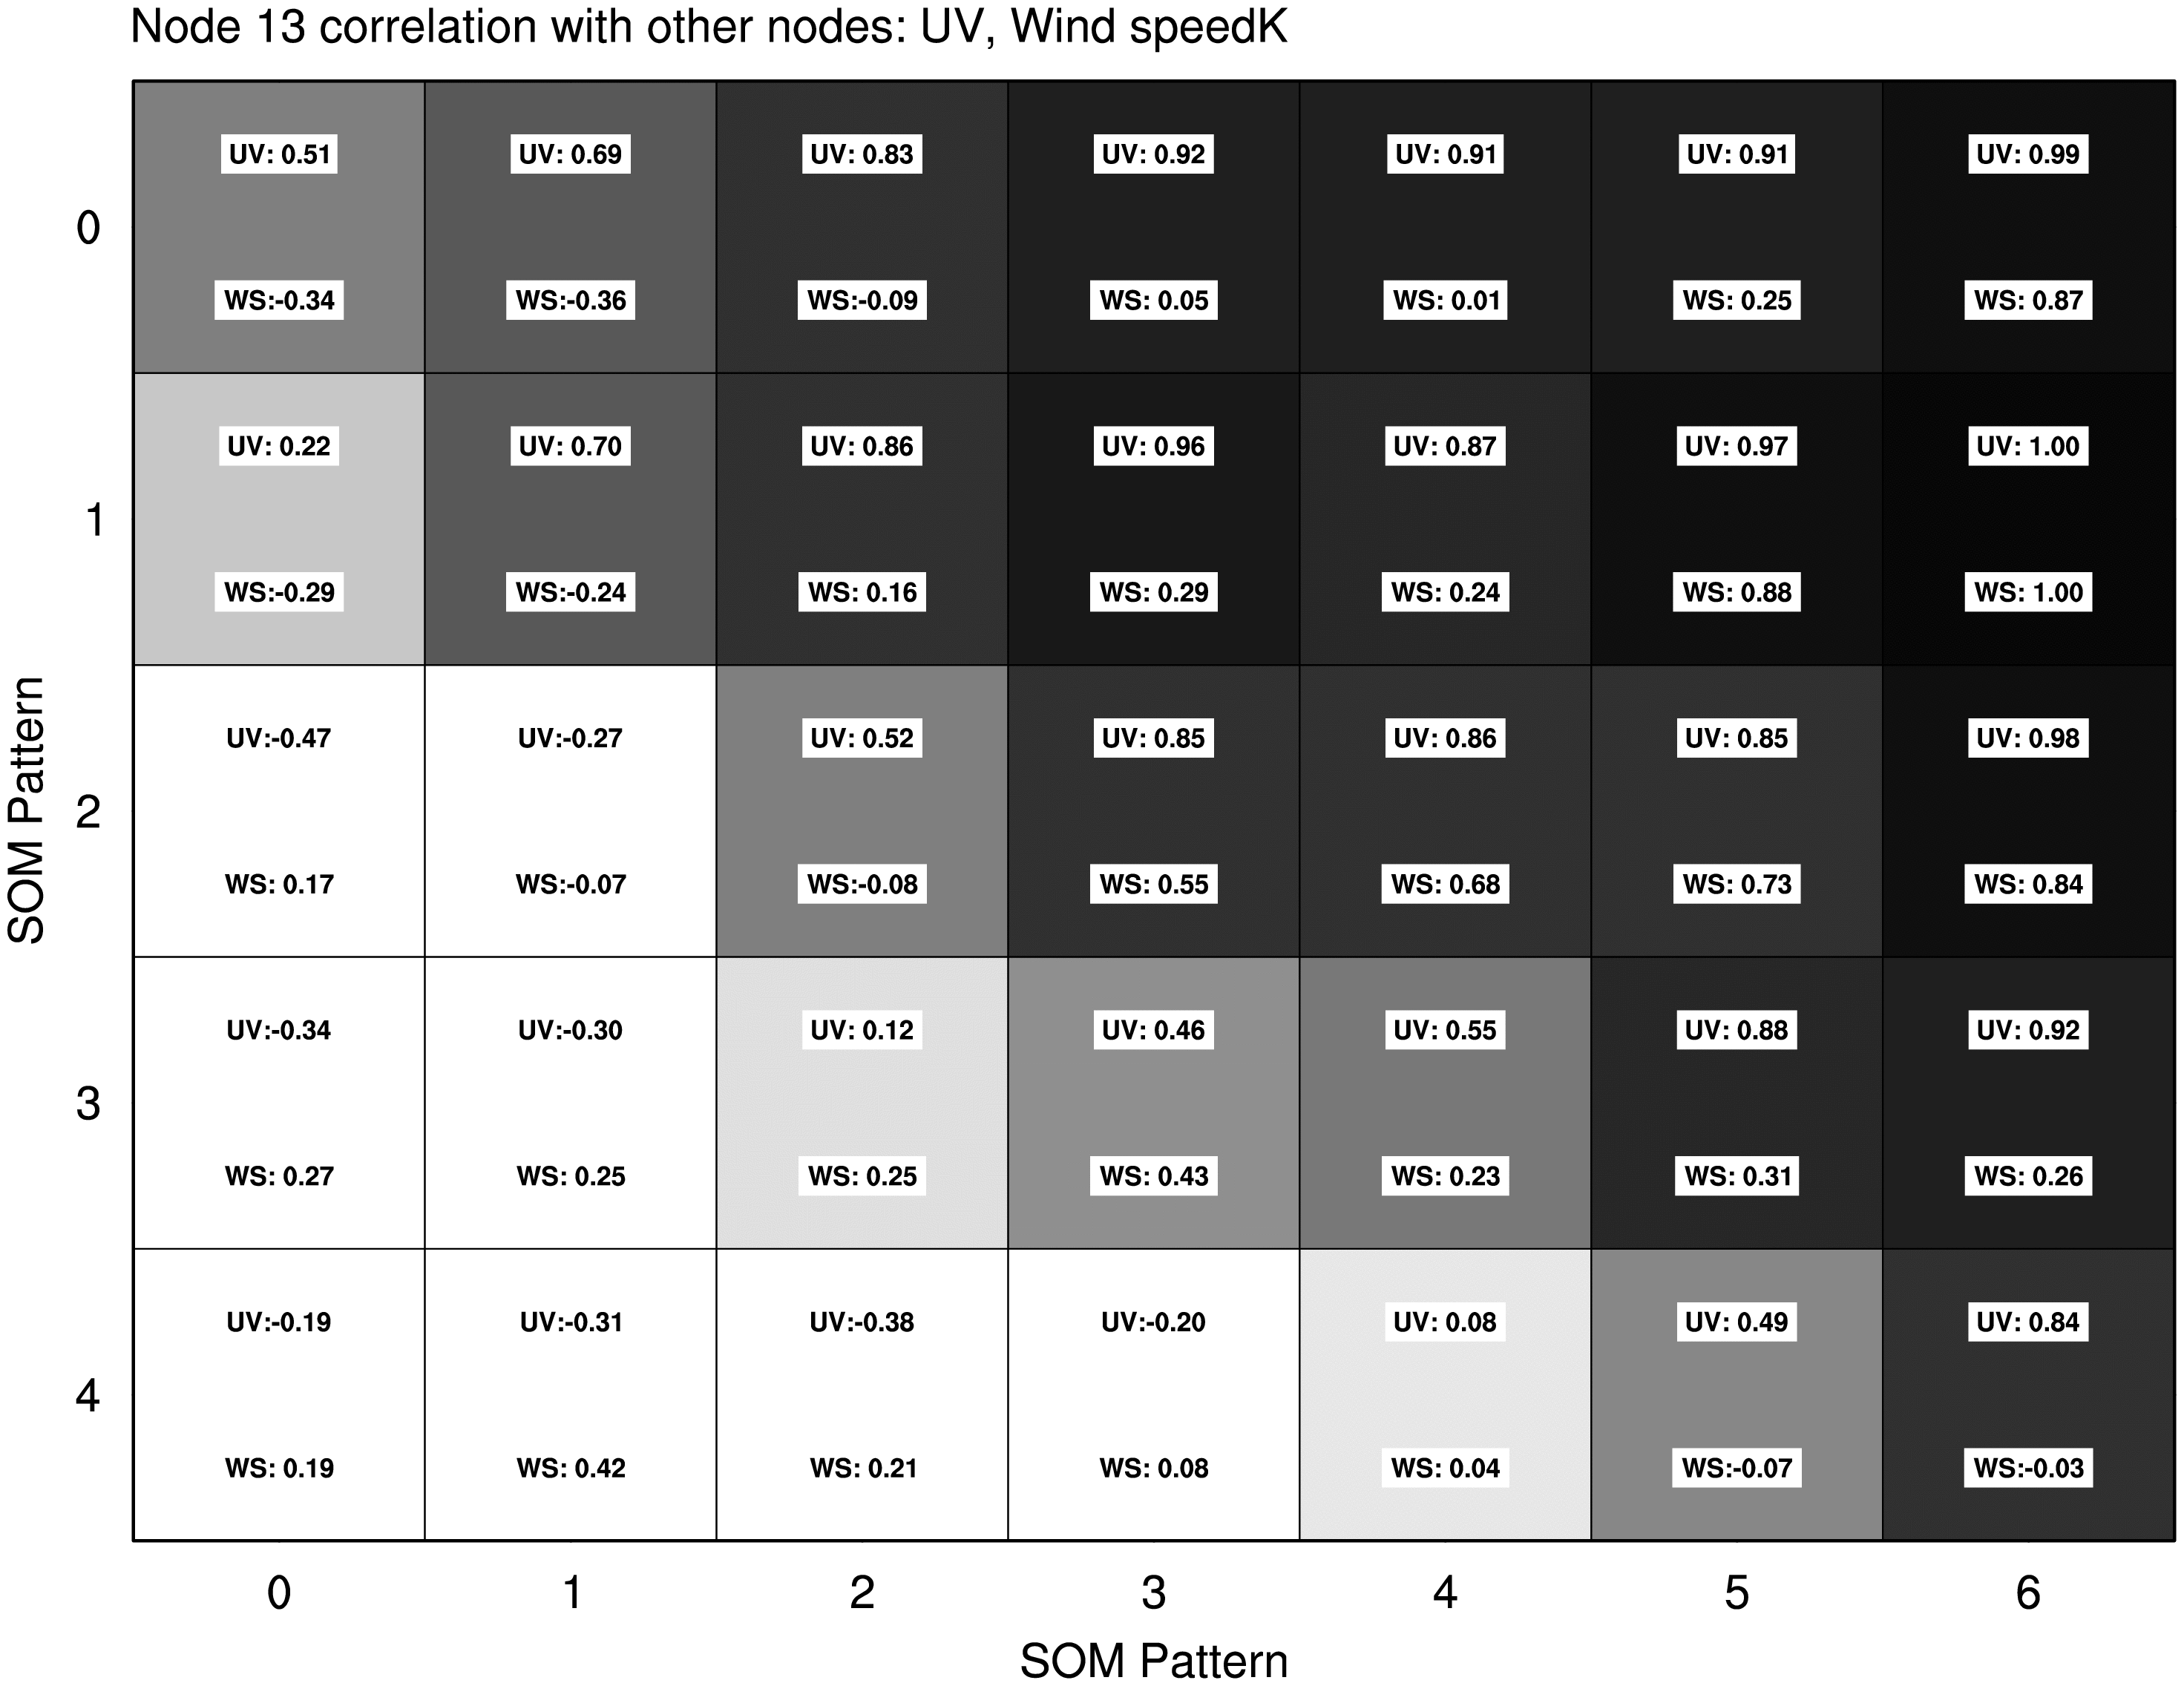 Node 13 correlation with other nodes: UV, Wind speedK
UV: 0.51 UV: 0.69 UV: 0.83 UV: 0.92 UV: 0.91 UV: 0.91 UV: 0.99
0
WS:-0.34 WS:-0.36 WS:-0.09 WS: 0.05 WS: 0.01 WS: 0.25 WS: 0.87
UV: 0.22 UV: 0.70 UV: 0.86 UV: 0.96 UV: 0.87 UV: 0.97 UV: 1.00
1
WS:-0.29 WS:-0.24 WS: 0.16 WS: 0.29 WS: 0.24 WS: 0.88 WS: 1.00
SOM Pattern
UV:-0.47 UV:-0.27 UV: 0.52 UV: 0.85 UV: 0.86 UV: 0.85 UV: 0.98
2
WS: 0.17 WS:-0.07 WS:-0.08 WS: 0.55 WS: 0.68 WS: 0.73 WS: 0.84
UV:-0.34 UV:-0.30 UV: 0.12 UV: 0.46 UV: 0.55 UV: 0.88 UV: 0.92
3
WS: 0.27 WS: 0.25 WS: 0.25 WS: 0.43 WS: 0.23 WS: 0.31 WS: 0.26
UV:-0.19 UV:-0.31 UV:-0.38 UV:-0.20 UV: 0.08 UV: 0.49 UV: 0.84
4
WS: 0.19 WS: 0.42 WS: 0.21 WS: 0.08 WS: 0.04 WS:-0.07 WS:-0.03
0 1 2 3 4 5 6
SOM Pattern